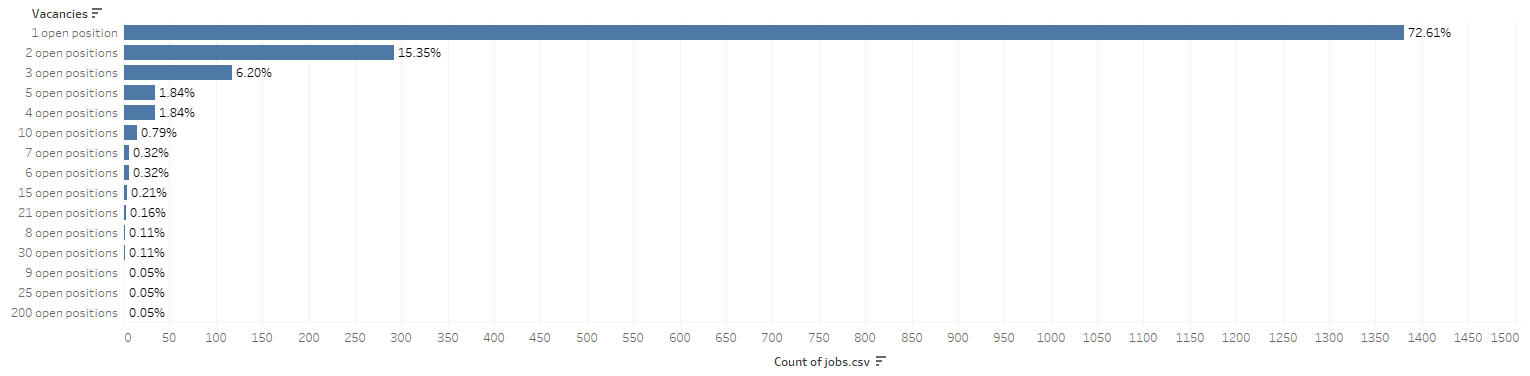 Vacancies
1 open position 72.61%
2 open positions 15.35%
3 open positions 6.20%
5 open positions 1.84%
4 open positions 1.84%
10 open positions 0.79%
7 open positions 0.32%
6 open positions 0.32%
15 open positions 0.21%
21 open positions 0.16%
8 open positions 0.11%
30 open positions 0.11%
9 open positions 0.05%
25 open positions 0.05%
200 open positions 0.05%
0 50 100 150 200 250 300 350 400 450 500 550 600 650 700 750 800 850 900 950 1000 1050 1100 1150 1200 1250 1300 1350 1400 1450 1500
Count of jobs.csv